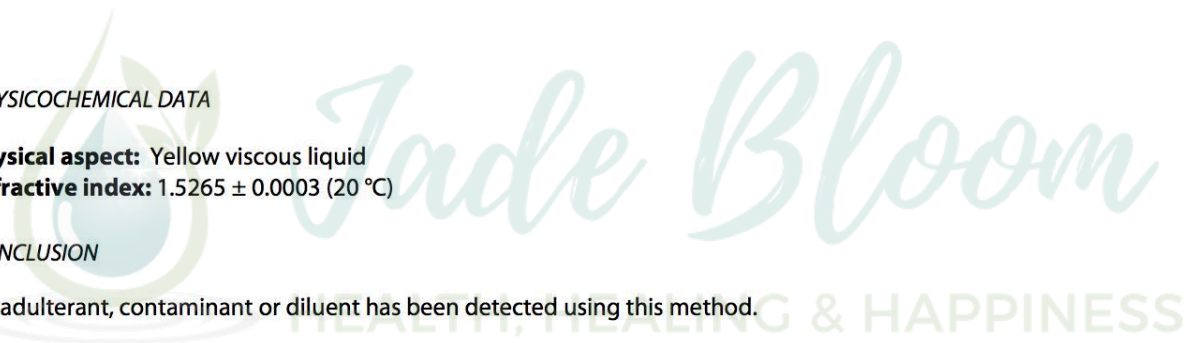 YSICOCHEMICAL DATA
ysical aspect: Yellow viscous liquid
fractive index: 1.5265 ± 0.0003 (20 °C)
NCLUSION
adulterant, contaminant or diluent has been detected using this method.
Jade Bloom
HEALTH, HEALING & HAPPINESS